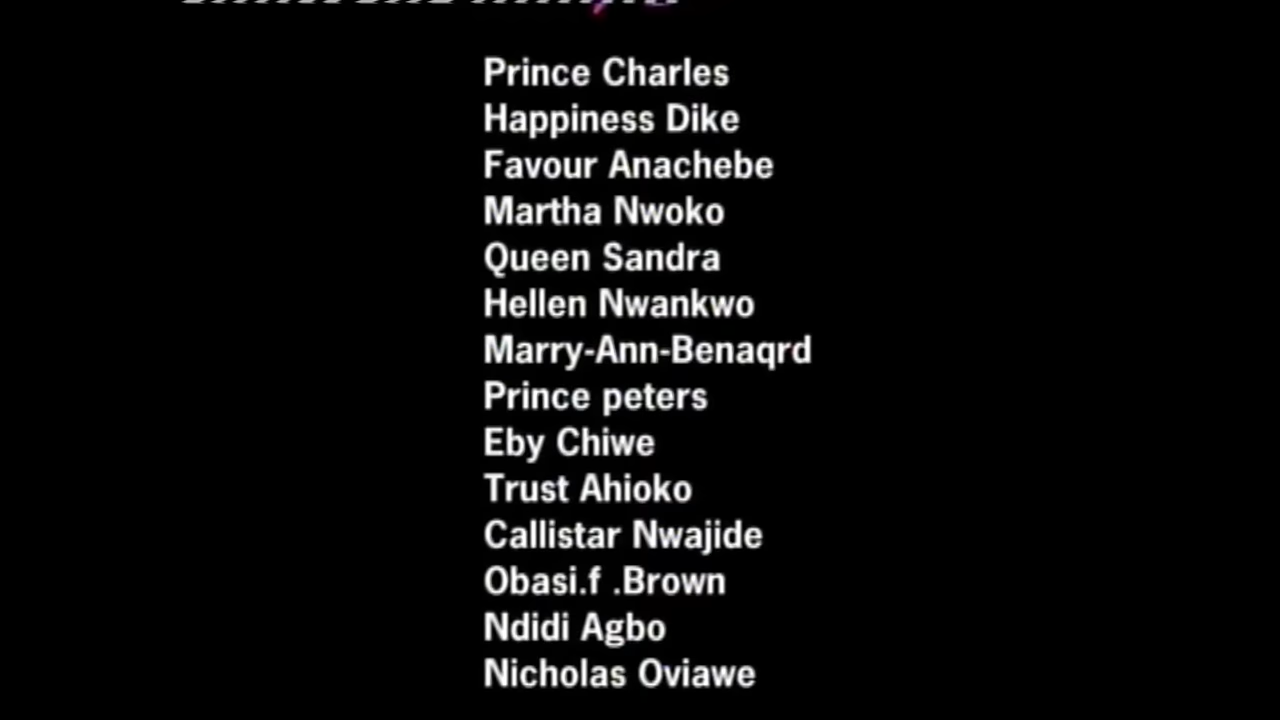 Prince Charles
Happiness Dike
Favour Anachebe
Martha Nwoko
Queen Sandra
Hellen Nwankwo
Marry-Ann-Benaqrd
Prince peters
Eby Chiwe
Trust Ahioko
Callistar Nwajide
Obasi.f .Brown
Ndidi Agbo
Nicholas Oviawe